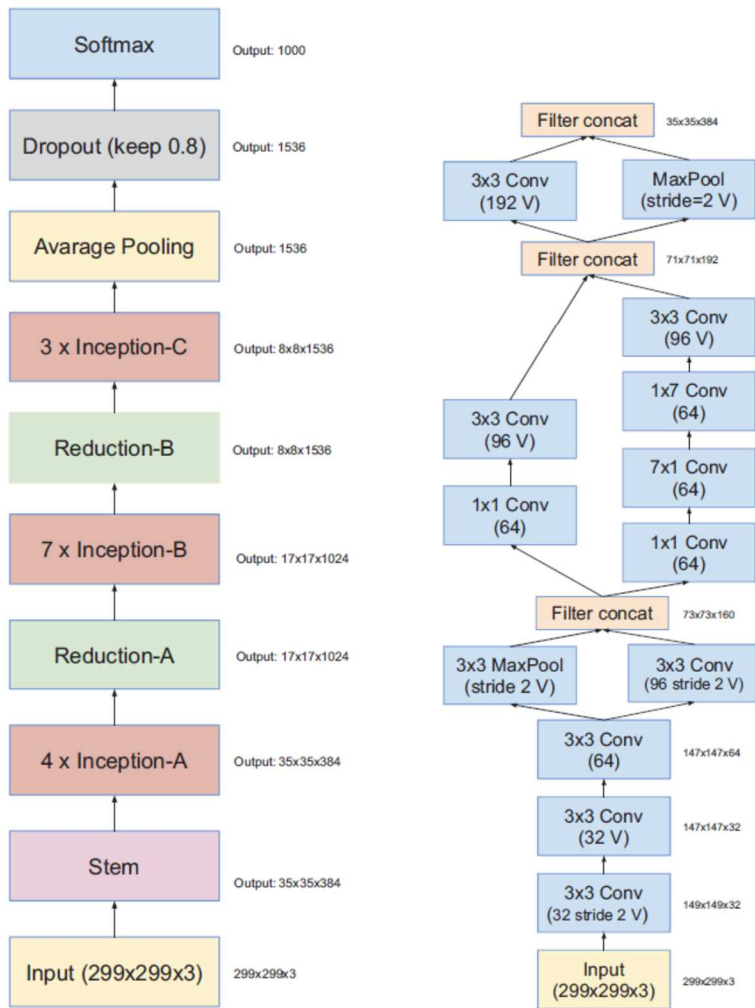 Softmax
Output: 1000
Dropout (keep 0.8)
Output: 1536
Avarage Pooling
Output: 1536
3 x Inception-C
Output: 8x8x1536
Reduction-B
Output: 8x8x1536
7 x Inception-B
Output: 17x17x1024
Reduction-A
Output: 17x17x1024
4 x Inception-A
Output: 35x35x384
Stem
Output: 35x35x384
Input (299x299x3)
299x299x3
Filter concat
35x35x384
3x3 Conv
(192 V)
MaxPool
(stride=2 V)
Filter concat
71x71x192
3x3 Conv
(96 V)
1x7 Conv
(64)
3x3 Conv
(96 V)
7x1 Conv
(64)
1x1 Conv
(64)
1x1 Conv
(64)
Filter concat
73x73x160
3x3 MaxPool
(stride 2 V)
3x3 Conv
(96 stride 2 V)
3x3 Conv
(64)
147x147x64
3x3 Conv
(32 V)
147x147x32
3x3 Conv
(32 stride 2 V)
149x149x32
Input
(299x299x3)
299x299x3